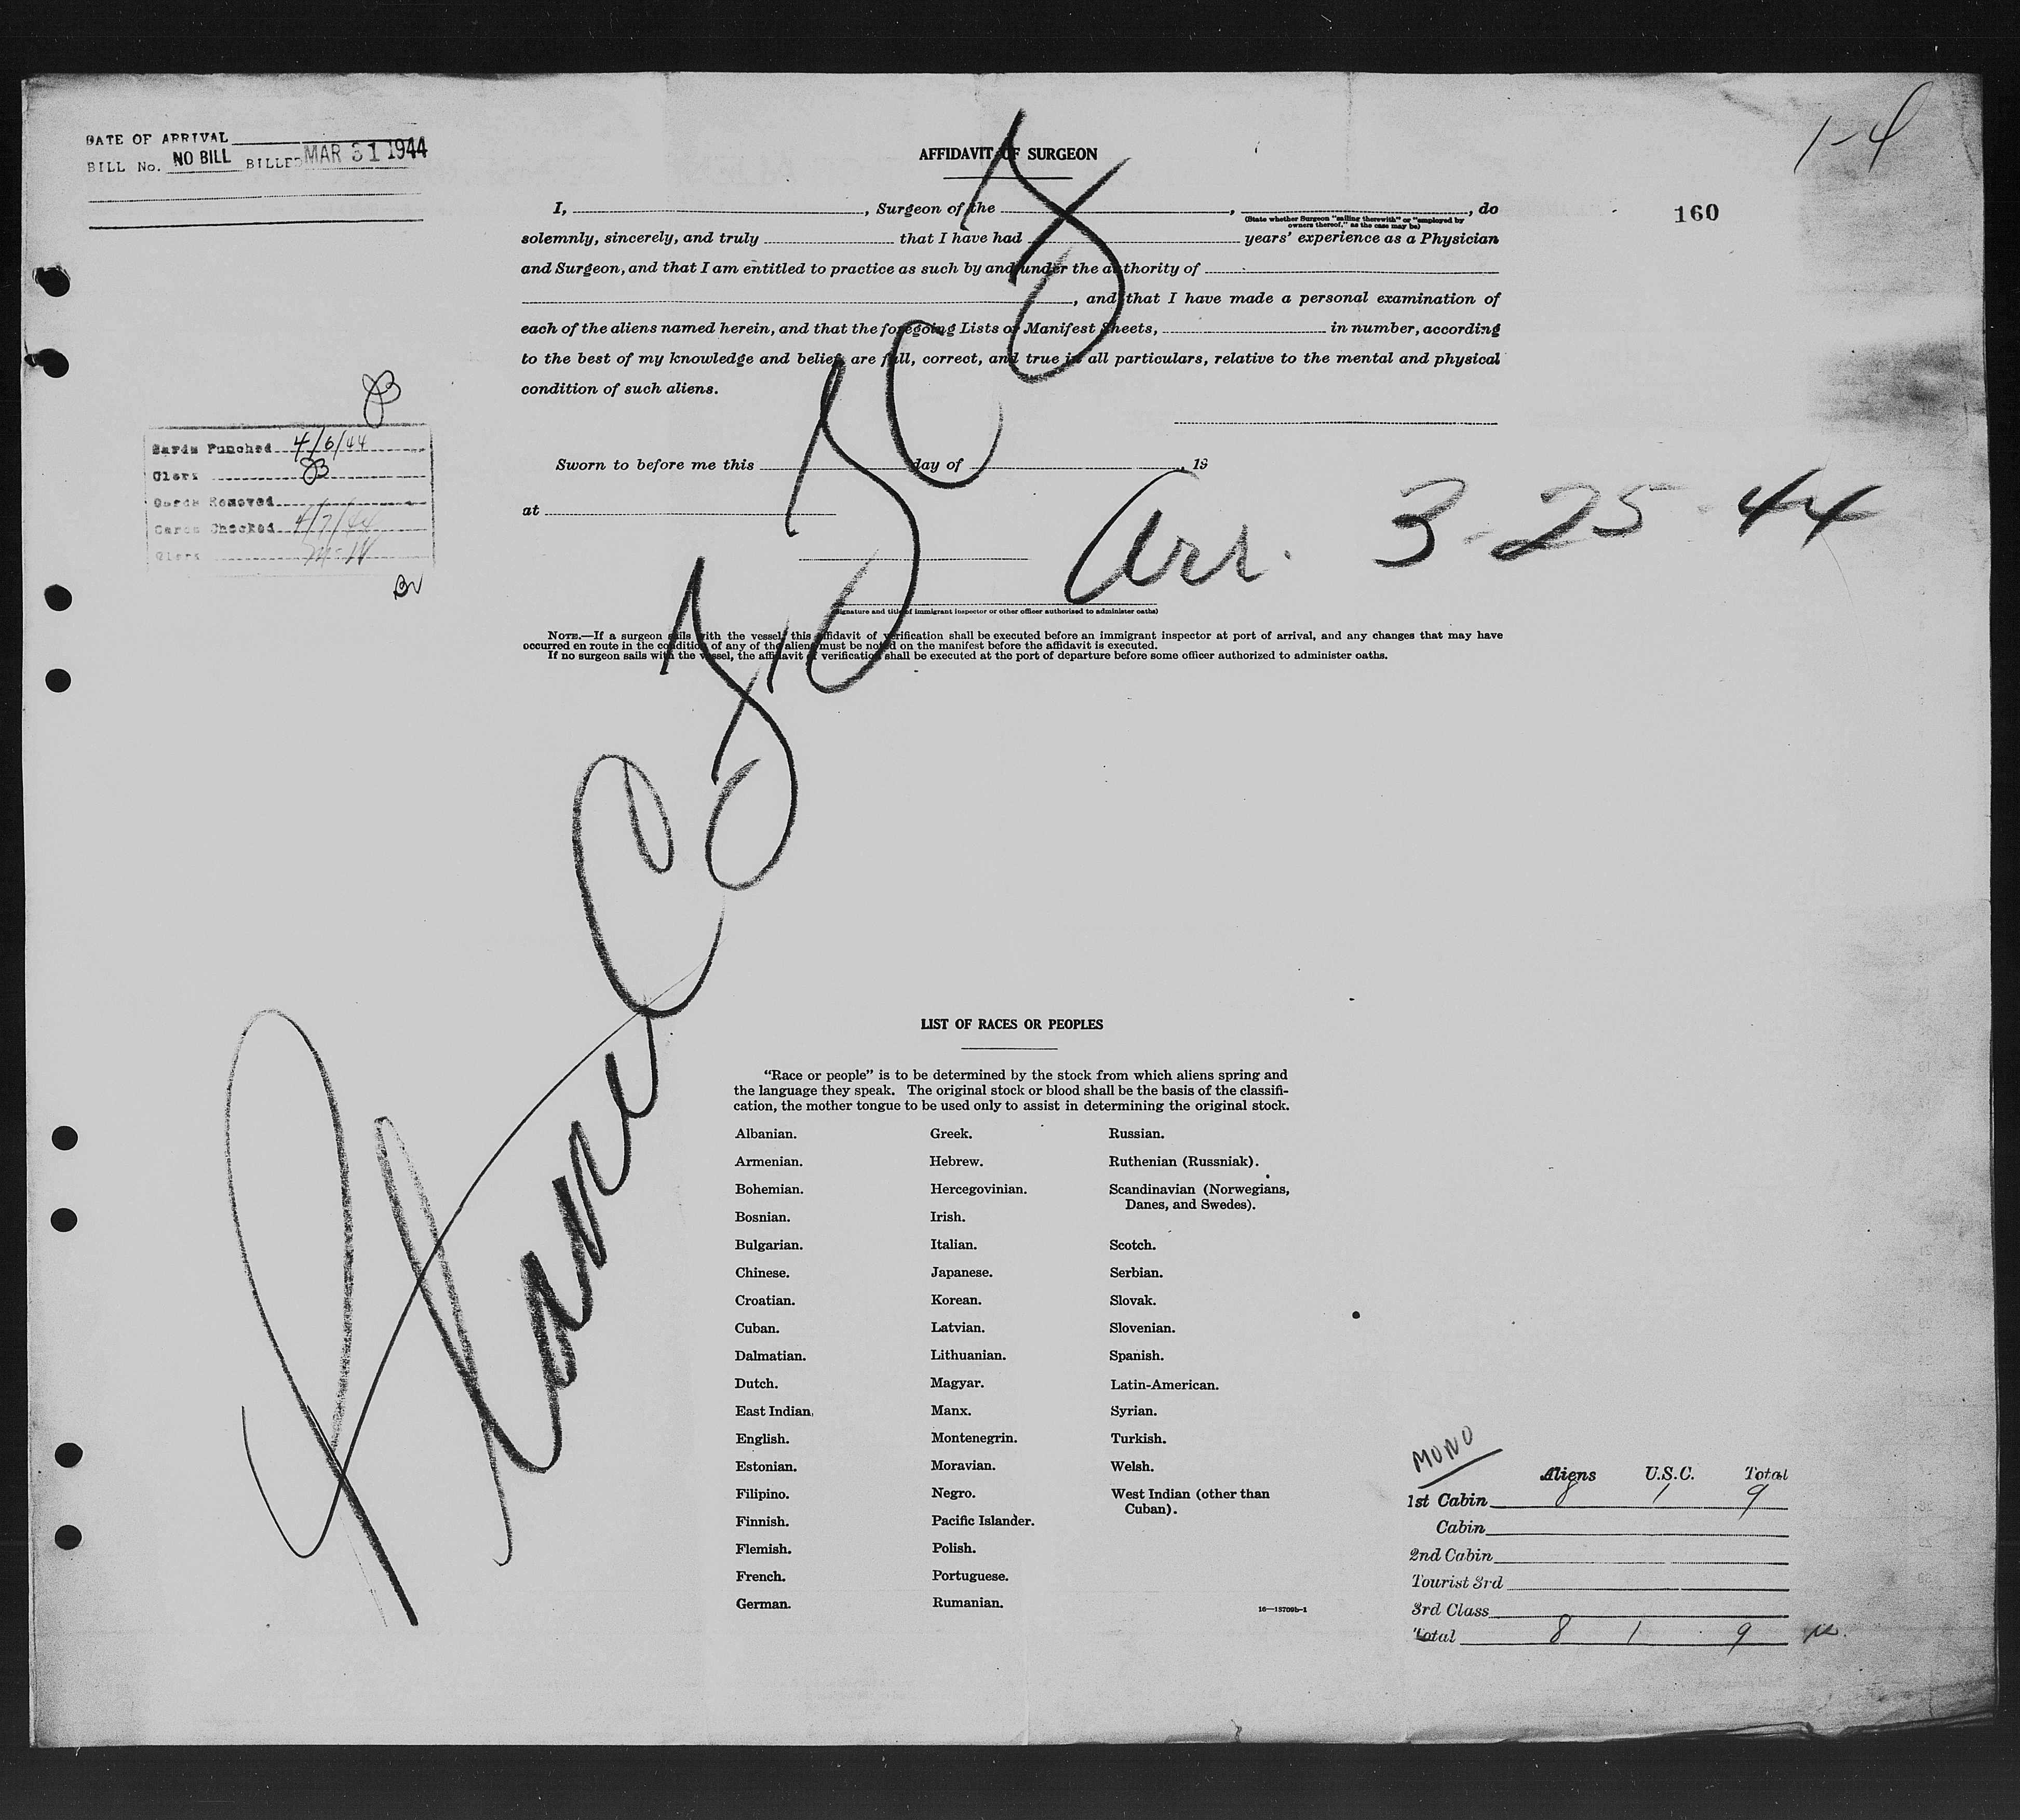 DATE OF ARRIVAL
BILL No. NO BILL BILLED MAR 31 1944
1-4
160
AFFIDAVIT OF SURGEON
I, , Surgeon of the , , do
(State whether Surgeon "sailing therewith" or "employed by
owners thereof," as the case may be)
solemnly, sincerely, and truly that I have had years' experience as a Physician
and Surgeon, and that I am entitled to practice as such by and under the authority of
, and that I have made a personal examination of
each of the aliens named herein, and that the foregoing Lists or Manifest Sheets, in number, according
to the best of my knowledge and belief, are full, correct, and true in all particulars, relative to the mental and physical
condition of such aliens.
Cards Punched 4/6/44
Clerk
Cards Removed
Cards Checked 4/7/44
Clerk
Sworn to before me this day of , 19
at
Arr. 3-25-44
(Signature and title of immigrant inspector or other officer authorized to administer oaths)
NOTE.—If a surgeon sails with the vessel, this affidavit of verification shall be executed before an immigrant inspector at port of arrival, and any changes that may have
occurred en route in the condition of any of the aliens must be noted on the manifest before the affidavit is executed.
If no surgeon sails with the vessel, the affidavit of verification shall be executed at the port of departure before some officer authorized to administer oaths.
Plane
LIST OF RACES OR PEOPLES
"Race or people" is to be determined by the stock from which aliens spring and
the language they speak. The original stock or blood shall be the basis of the classifi-
cation, the mother tongue to be used only to assist in determining the original stock.
Albanian. Greek. Russian.
Armenian. Hebrew. Ruthenian (Russniak).
Bohemian. Hercegovinian. Scandinavian (Norwegians,
Danes, and Swedes).
Bosnian. Irish.
Bulgarian. Italian. Scotch.
Chinese. Japanese. Serbian.
Croatian. Korean. Slovak.
Cuban. Latvian. Slovenian.
Dalmatian. Lithuanian. Spanish.
Dutch. Magyar. Latin-American.
East Indian. Manx. Syrian.
English. Montenegrin. Turkish.
Estonian. Moravian. Welsh.
Filipino. Negro. West Indian (other than
Cuban).
Finnish. Pacific Islander.
Flemish. Polish.
French. Portuguese.
German. Rumanian.
16—13709b-1
MONO
Aliens U.S.C. Total
1st Cabin 8 1 9
Cabin
2nd Cabin
Tourist 3rd
3rd Class
Total 8 1 9